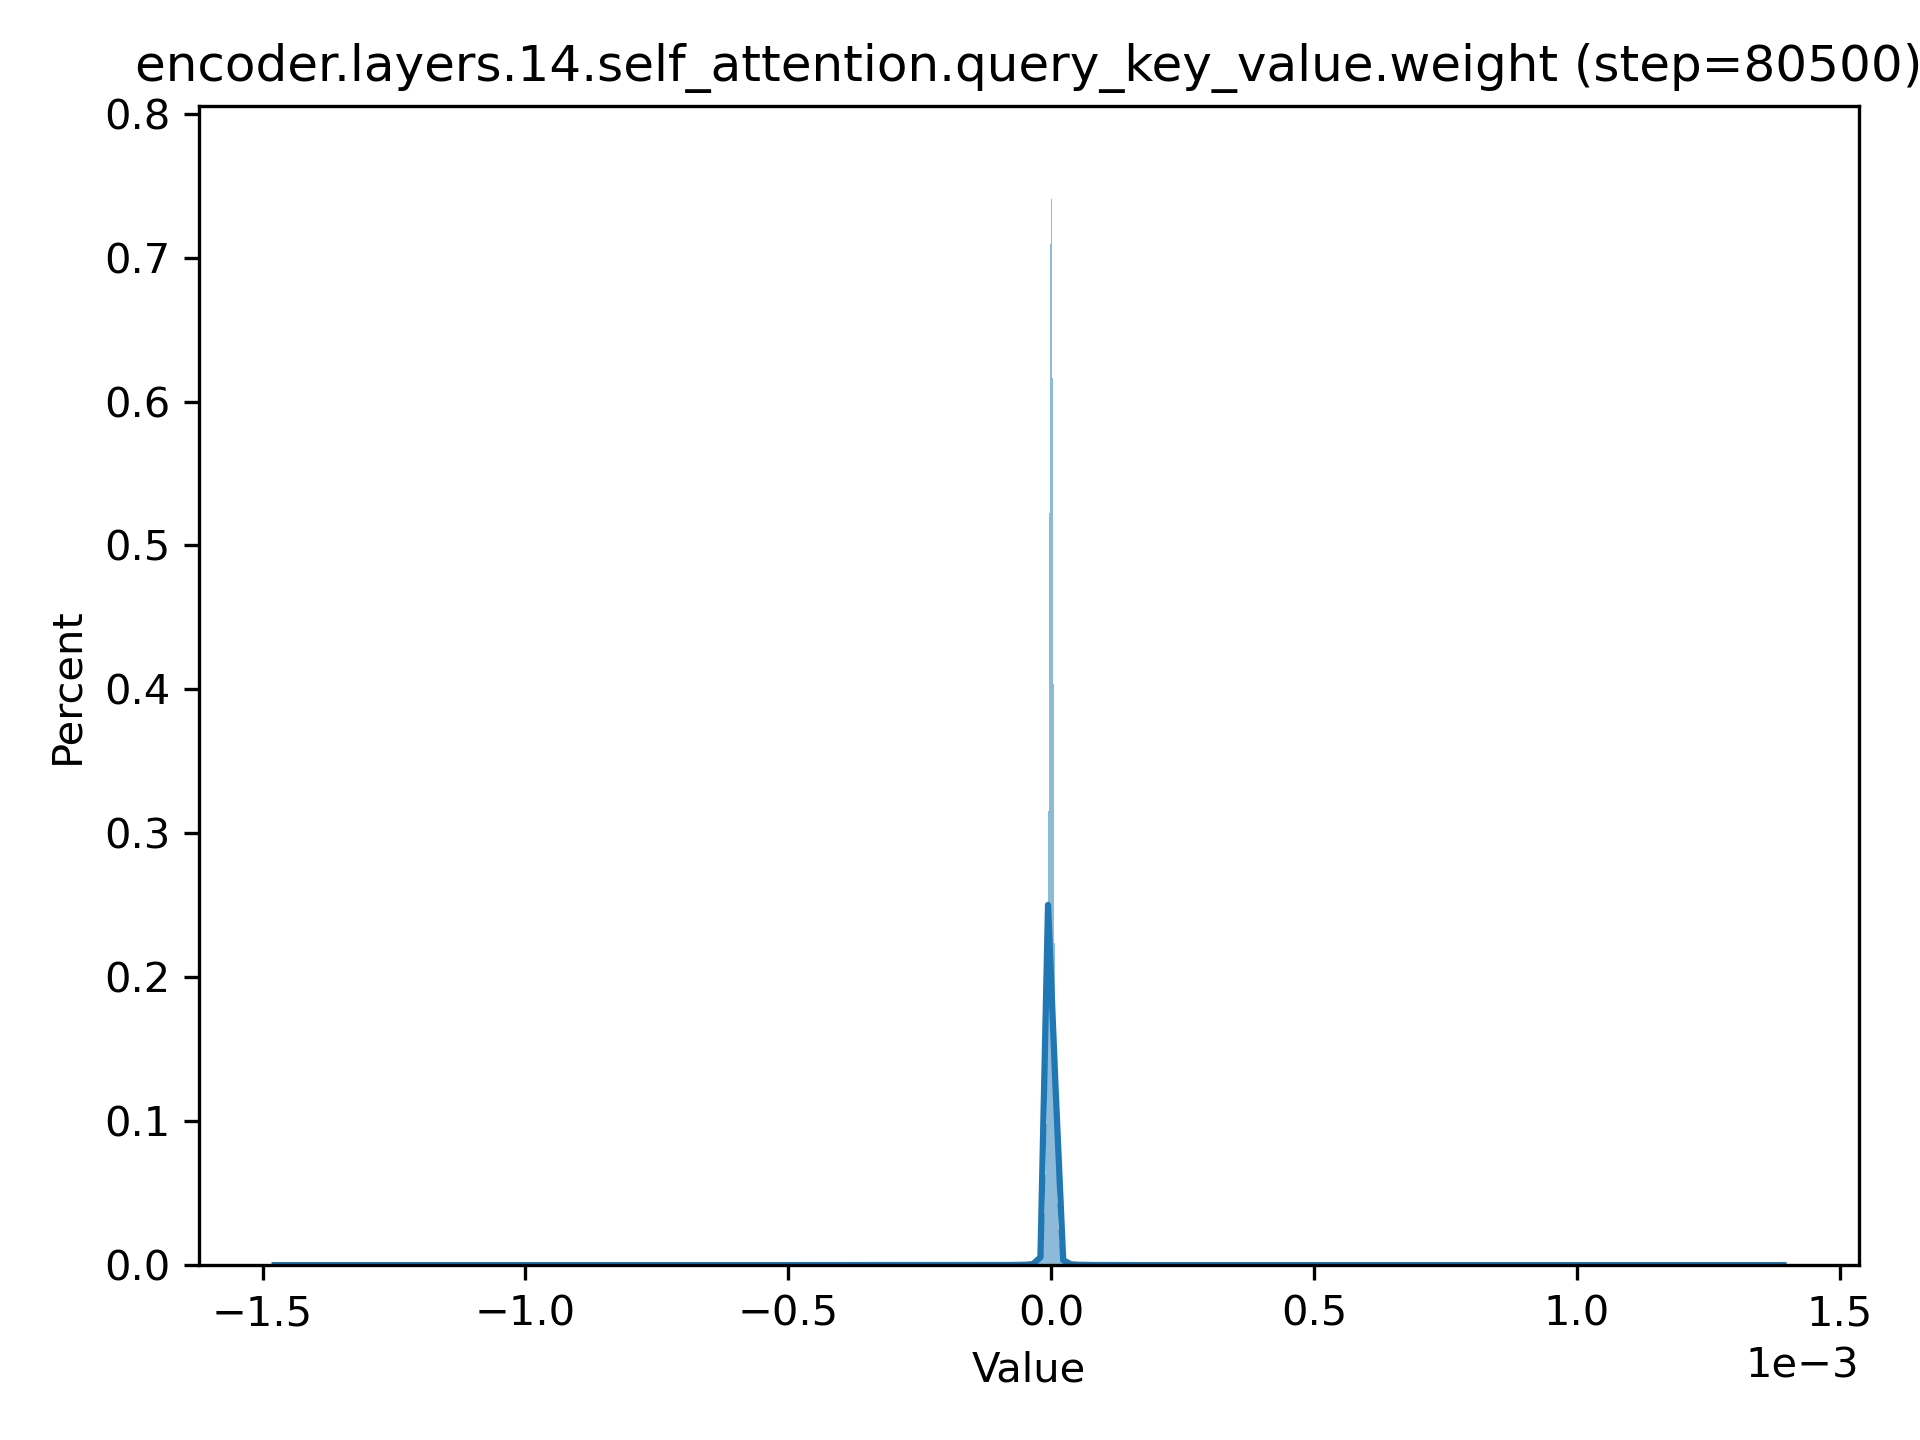 encoder.layers.14.self_attention.query_key_value.weight (step=80500)
0.8
0.7
0.6
0.5
0.4
0.3
0.2
0.1
0.0
Percent
−1.5 −1.0 −0.5 0.0 0.5 1.0 1.5
1e−3
Value